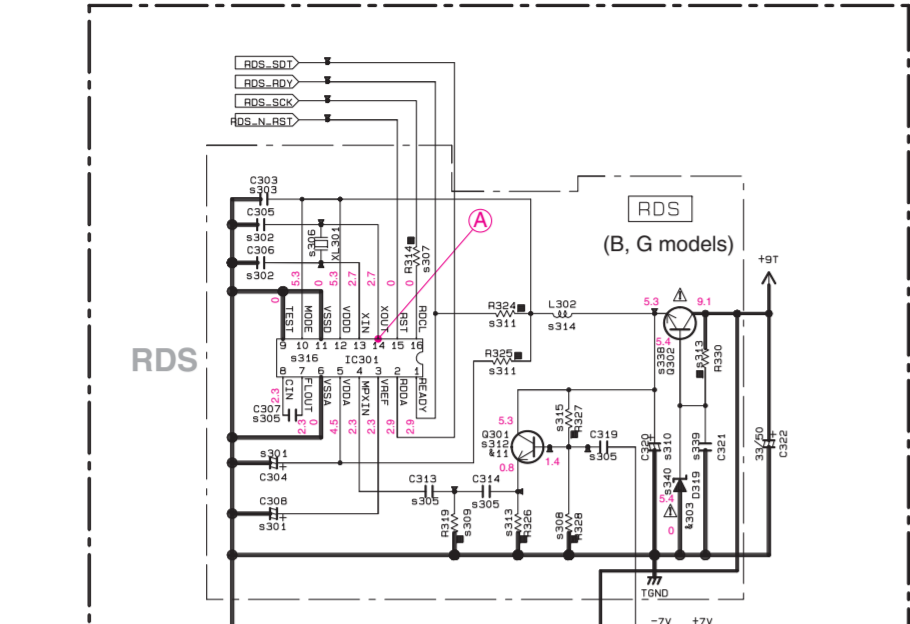 RDS_SDT
RDS_RDY
RDS_SCK
RDS_N_RST
C303
s303
C305
s302
C306
s302
s306
XL301
A
R314
s307
RDS
(B, G models)
+9T
5.3
0
5.3
2.7
2.7
0
0
0
TEST
MODE
VSSD
VDDD
XIN
XOUT
RST
RDCL
9 10 11 12 13 14 15 16
s316 IC301
8 7 6 5 4 3 2 1
CIN
FLOUT
VSSA
VDDA
MPXIN
VREF
RDDA
READY
RDS
2.3
2.3
0
4.5
2.3
2.3
2.9
2.9
C307
s305
R324
s311
L302
s314
R325
s311
5.3
9.1
5.4
s338
Q302
s313
R330
5.3
Q301
s312
&11
0.8
1.4
s315
R327
C319
s305
C320
s310
s339
C321
33/50
C322
s301
C304
C308
s301
C313
s305
C314
s305
R319
s309
s313
R326
s308
R328
s340
D319
5.4
&303
0
TGND
-7V +7V